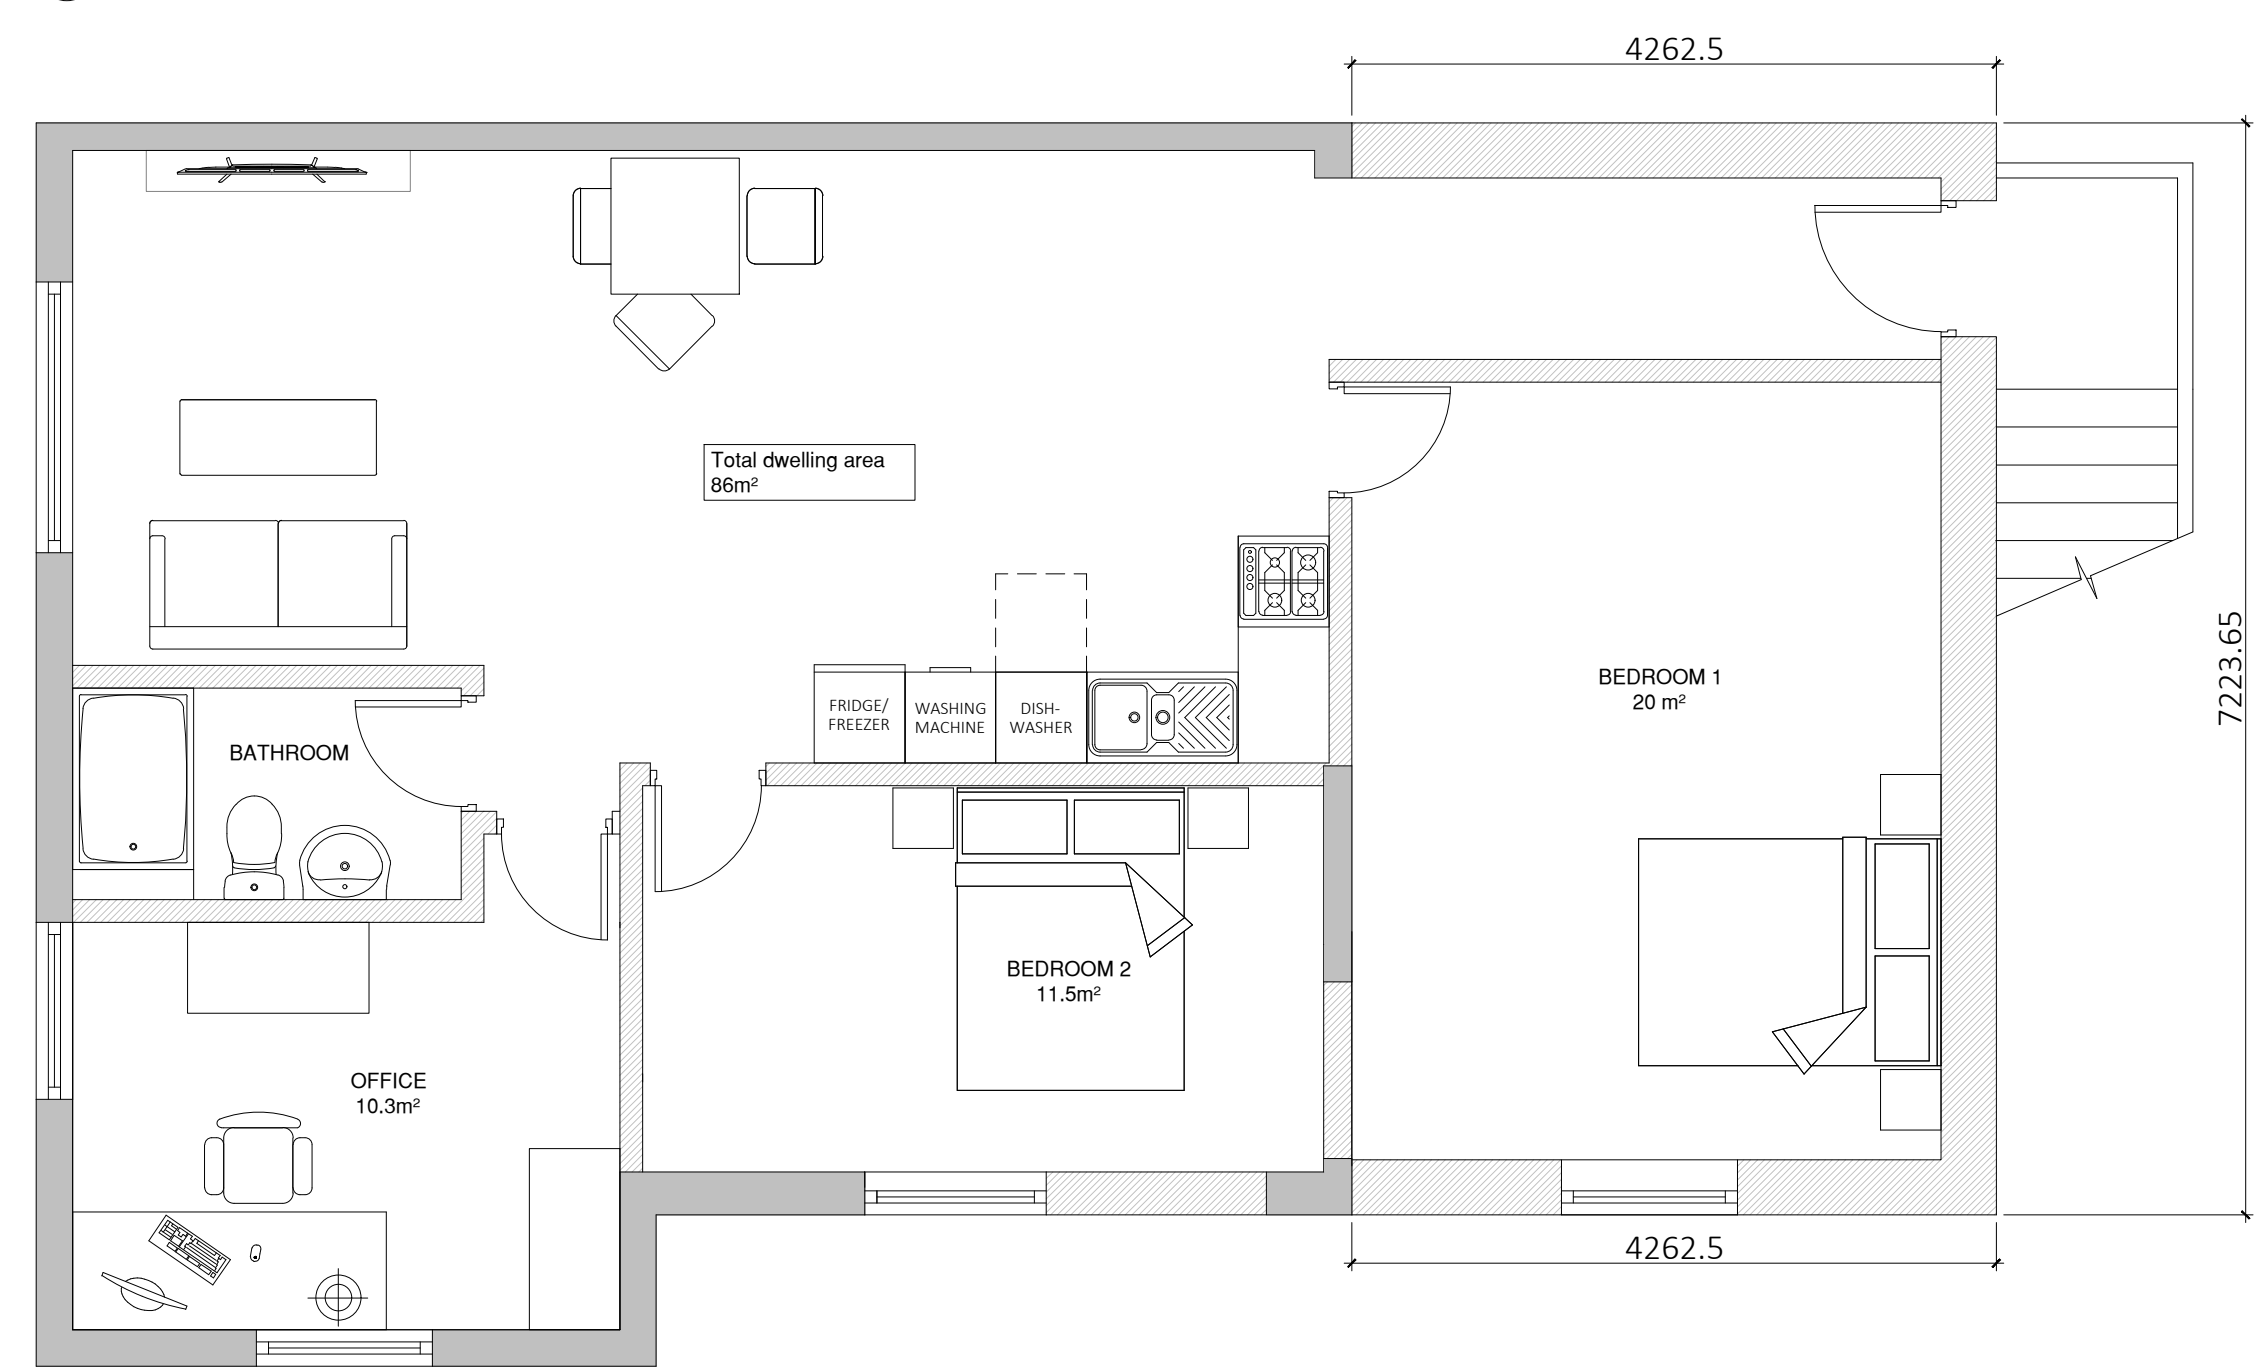 4262.5
Total dwelling area
86m²
7223.65
BEDROOM 1
20 m²
FRIDGE/
FREEZER
WASHING
MACHINE
DISH-
WASHER
BATHROOM
BEDROOM 2
11.5m²
OFFICE
10.3m²
4262.5